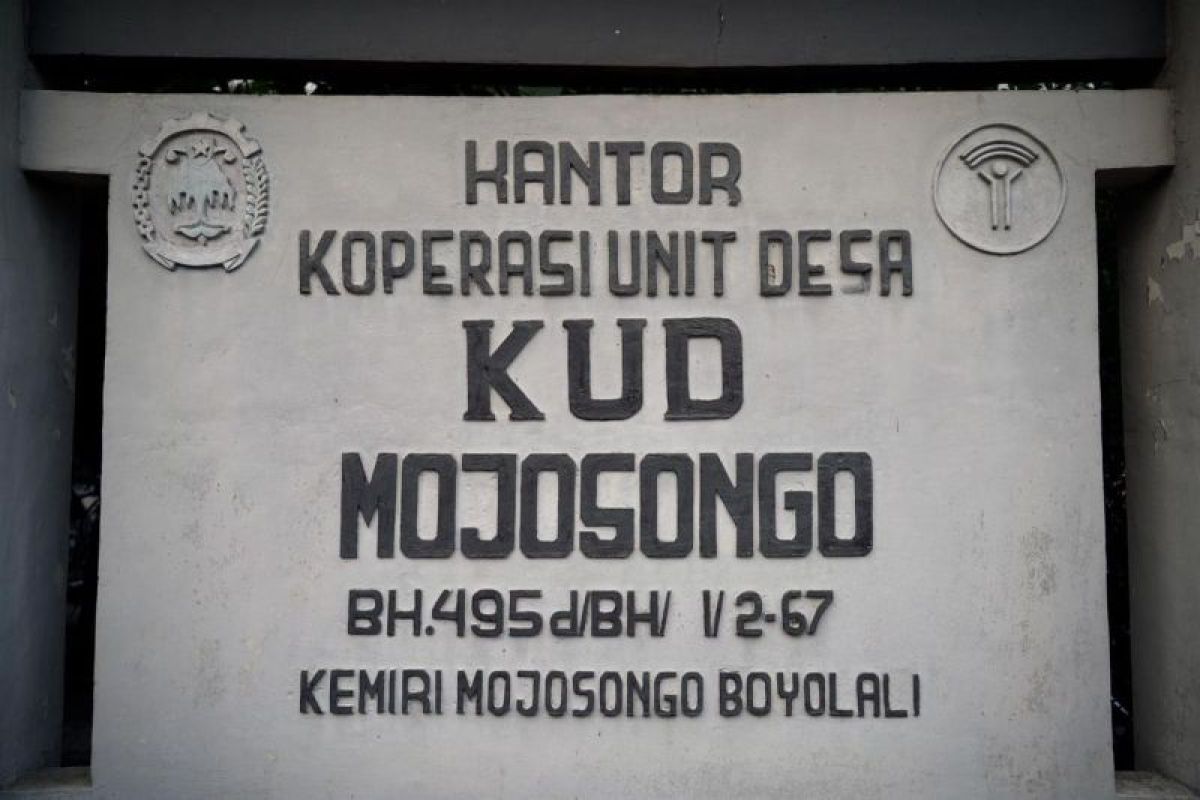 KANTOR
KOPERASI UNIT DESA
KUD
MOJOSONGO
BH.495d/BH/ I/ 2-67
KEMIRI MOJOSONGO BOYOLALI